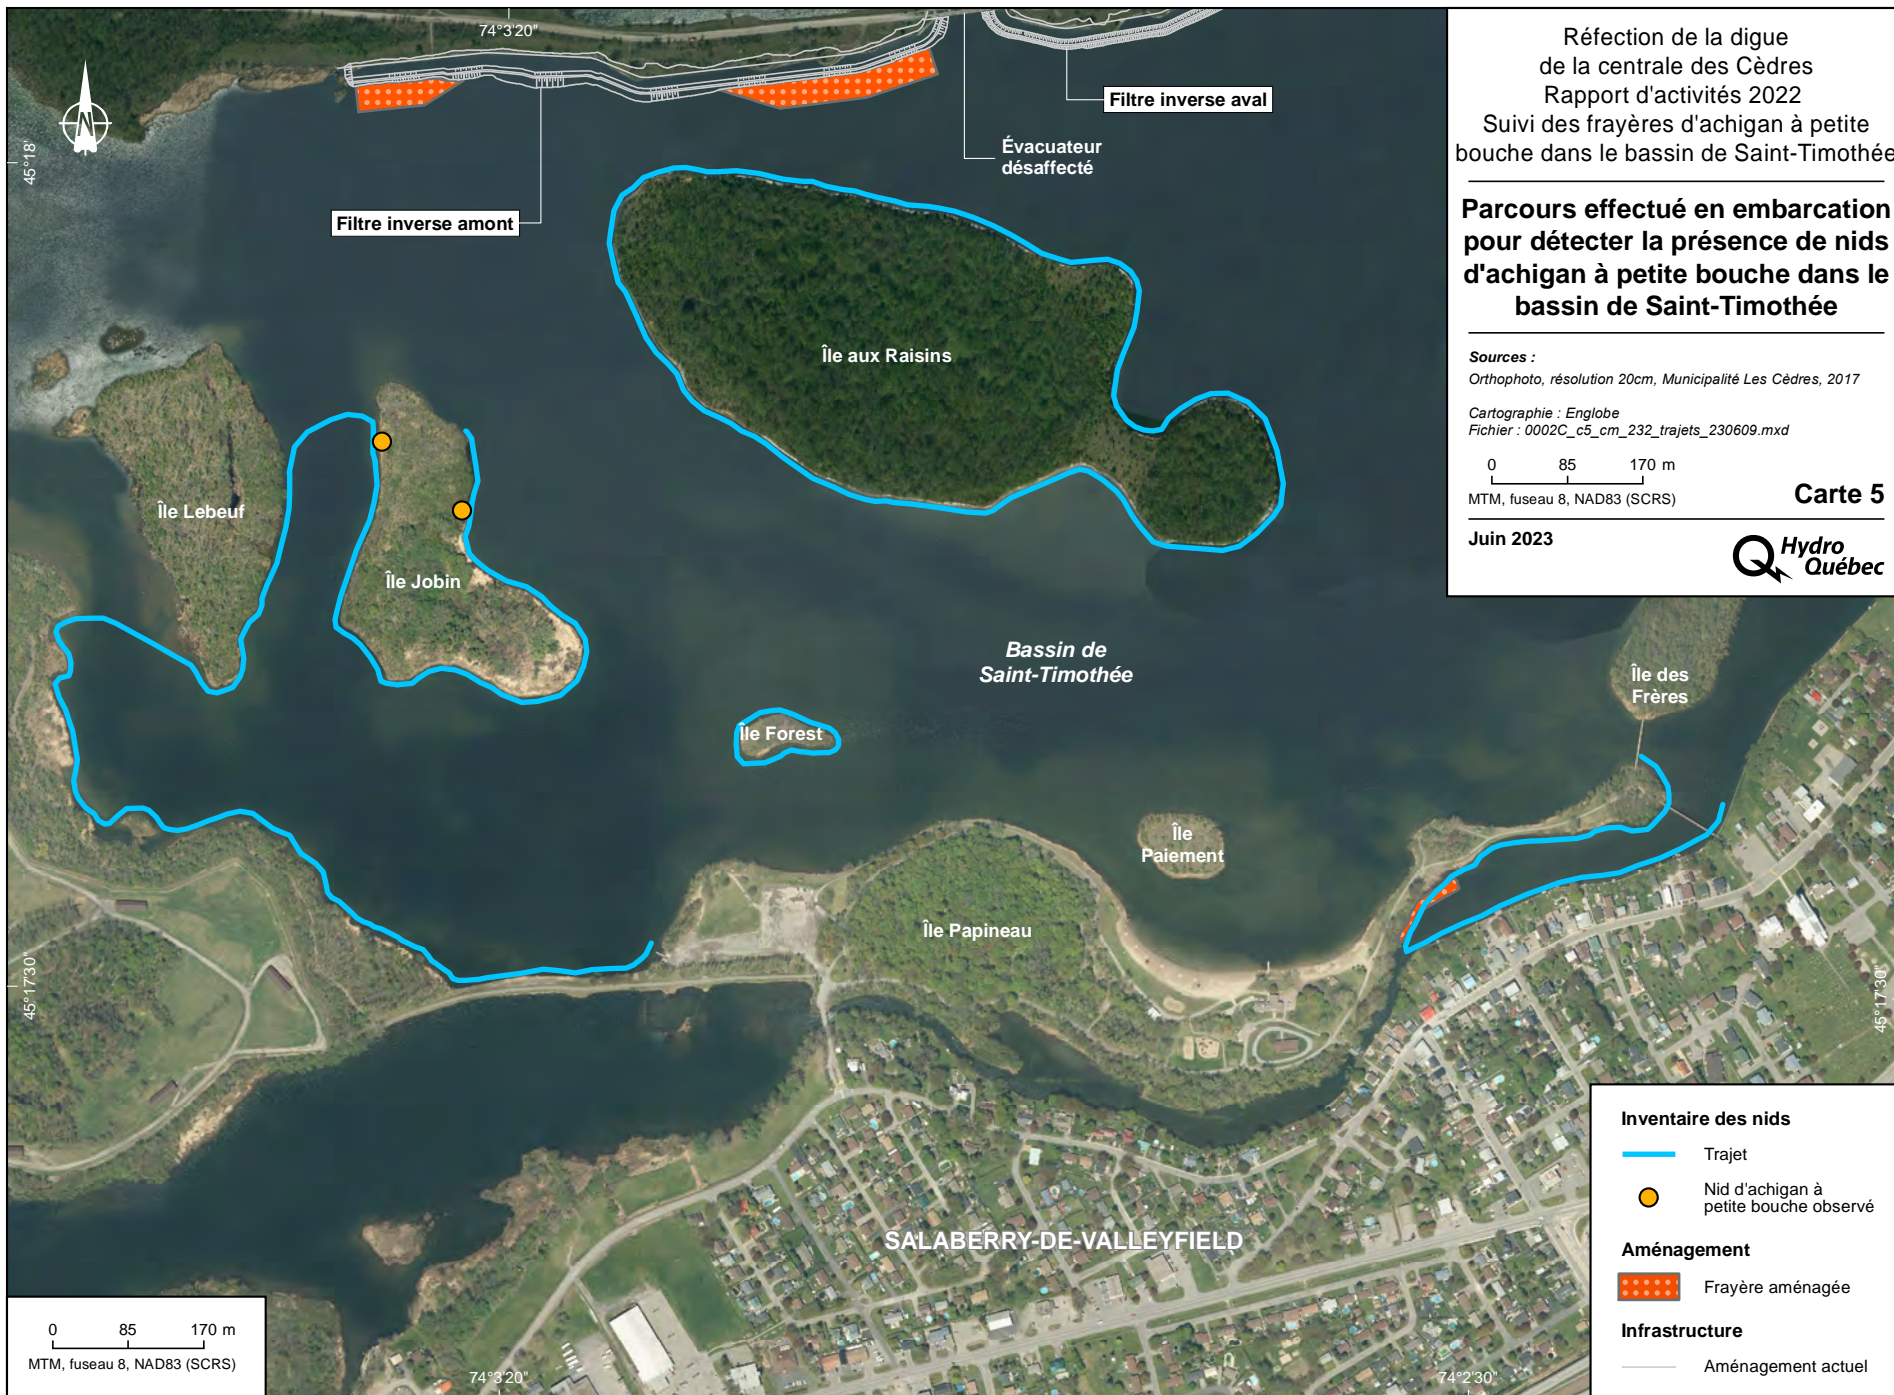 74°3'20"
45°18'
N
Filtre inverse amont
Filtre inverse aval
Évacuateur
désaffecté
Île aux Raisins
Île Lebeuf
Île Jobin
Bassin de
Saint-Timothée
Île Forest
Île des
Frères
Île
Paiement
Île Papineau
45°17'30"
45°17'30"
SALABERRY-DE-VALLEYFIELD
74°3'20"
74°2'30"
0 85 170 m
MTM, fuseau 8, NAD83 (SCRS)
Réfection de la digue
de la centrale des Cèdres
Rapport d'activités 2022
Suivi des frayères d'achigan à petite
bouche dans le bassin de Saint-Timothée
Parcours effectué en embarcation
pour détecter la présence de nids
d'achigan à petite bouche dans le
bassin de Saint-Timothée
Sources :
Orthophoto, résolution 20cm, Municipalité Les Cèdres, 2017
Cartographie : Englobe
Fichier : 0002C_c5_cm_232_trajets_230609.mxd
0 85 170 m
MTM, fuseau 8, NAD83 (SCRS)
Carte 5
Juin 2023
Hydro
Québec
Inventaire des nids
Trajet
Nid d'achigan à
petite bouche observé
Aménagement
Frayère aménagée
Infrastructure
Aménagement actuel